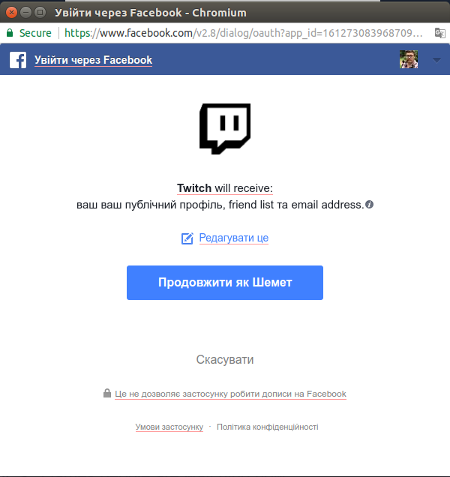 Увійти через Facebook - Chromium
Secure https://www.facebook.com/v2.8/dialog/oauth?app_id=161273083968709...
Увійти через Facebook
Twitch will receive:
ваш ваш публічний профіль, friend list та email address.
Редагувати це
Продовжити як Шемет
Скасувати
Це не дозволяє застосунку робити дописи на Facebook
Умови застосунку · Політика конфіденційності